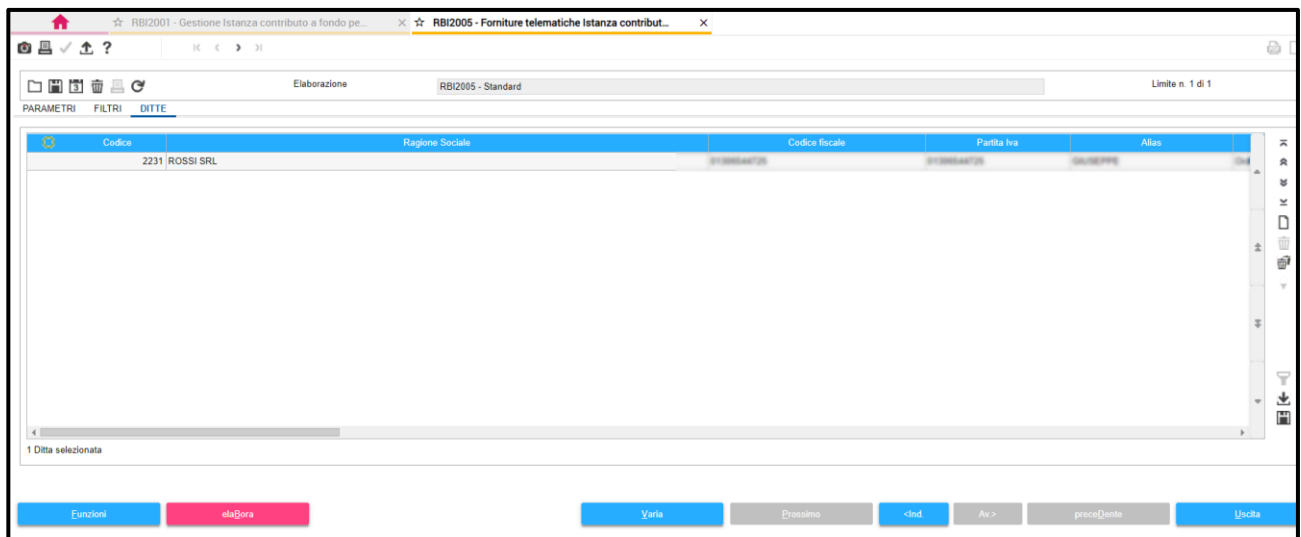 RBI2001 - Gestione Istanza contributo a fondo pe... RBI2005 - Forniture telematiche Istanza contribut...
Elaborazione RBI2005 - Standard Limite n. 1 di 1
PARAMETRI FILTRI DITTE
Codice Ragione Sociale Codice fiscale Partita Iva Alias
2231 ROSSI SRL
1 Ditta selezionata
Funzioni elaBora Varia Prossimo <Ind. Av.> preceDente Uscita